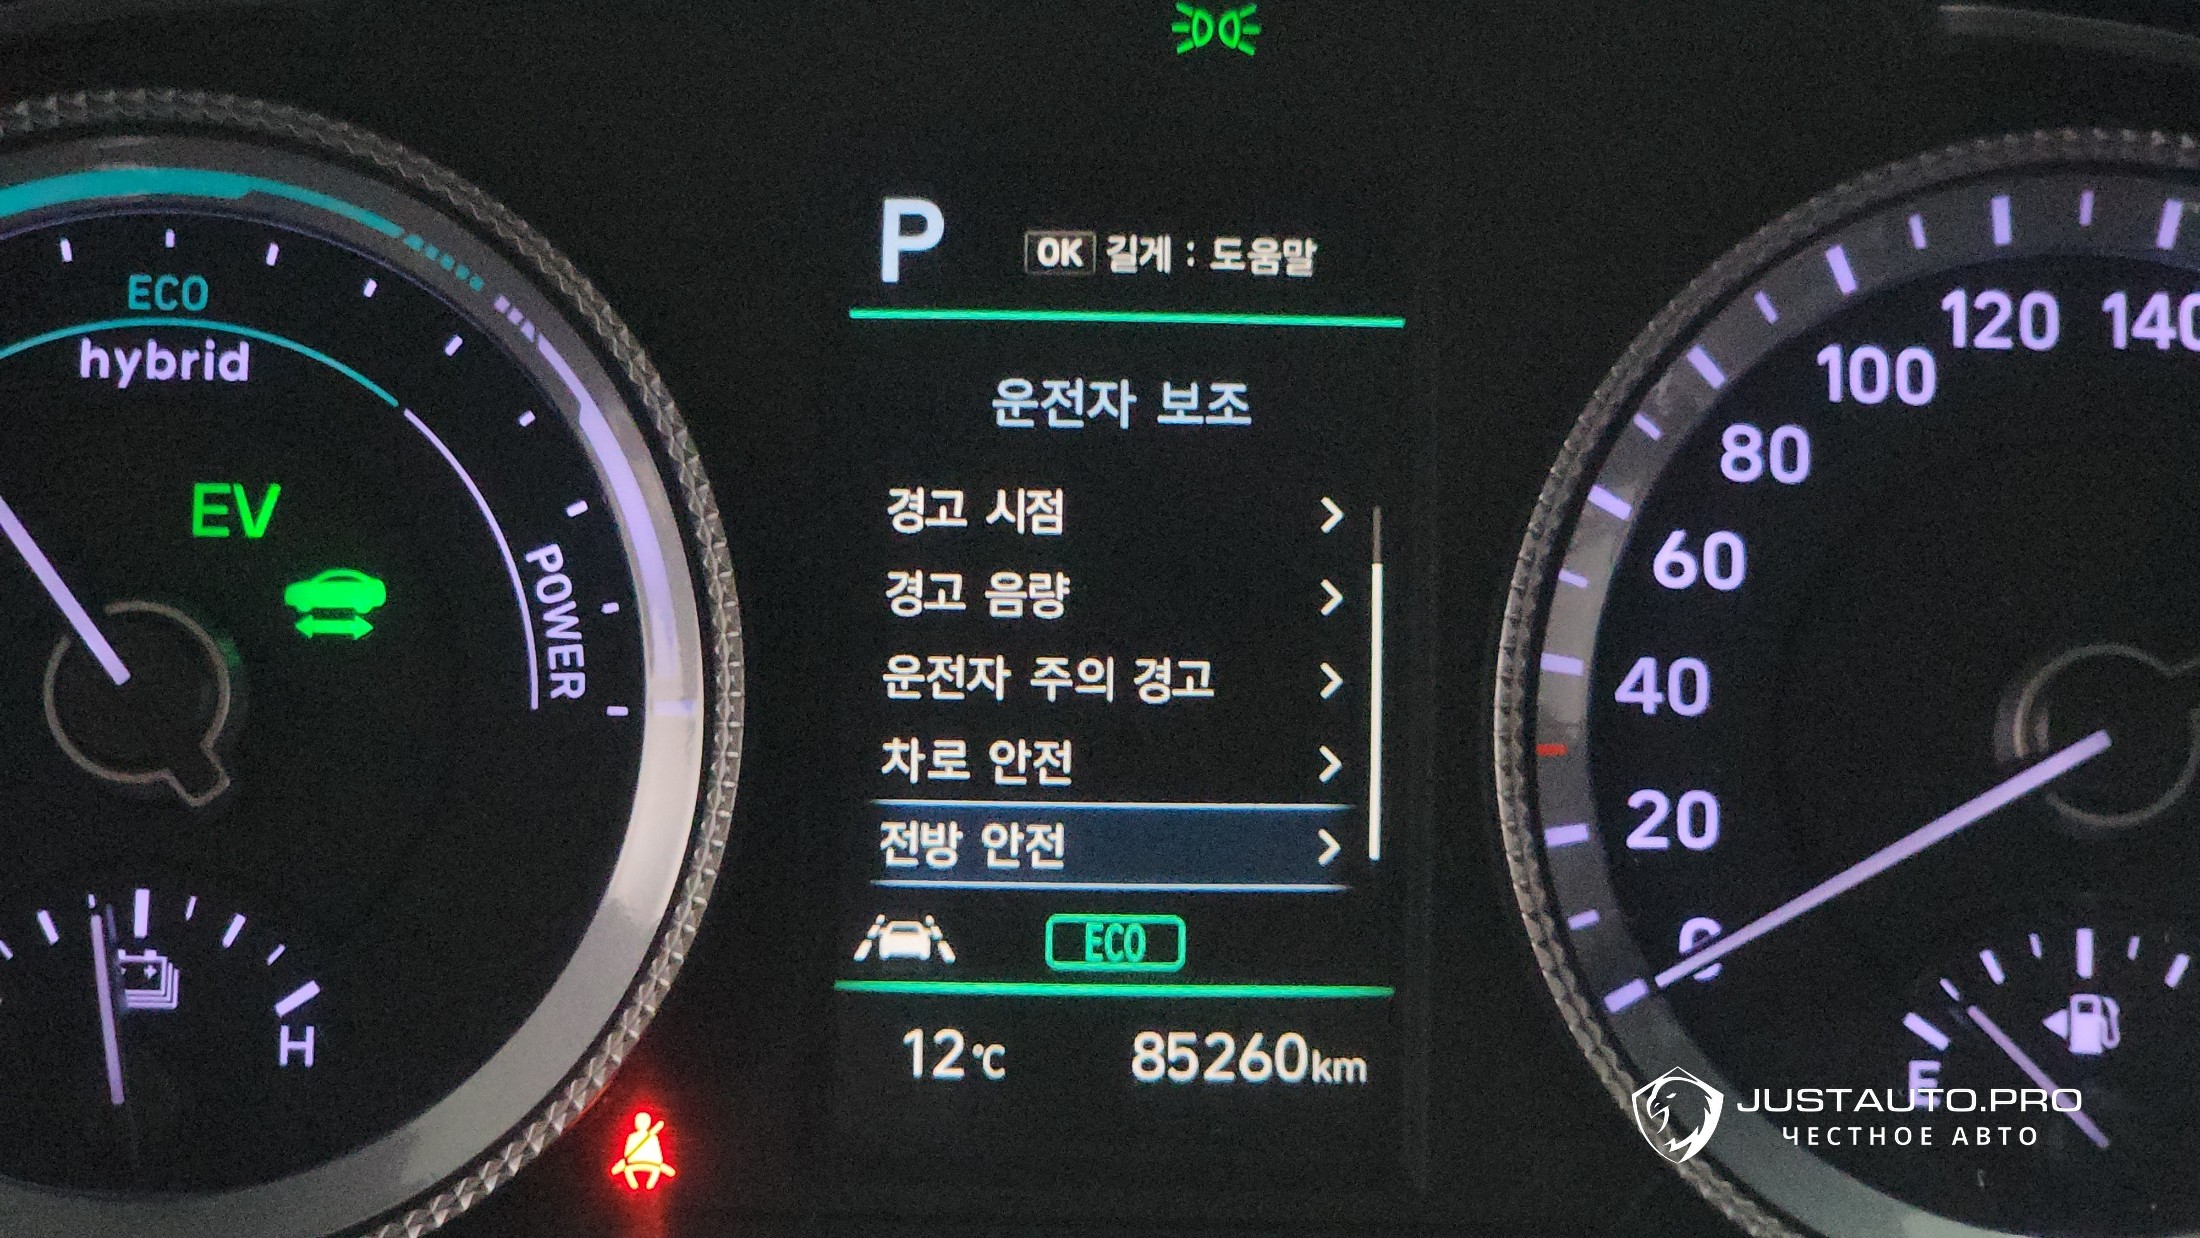 P
OK 길게 : 도움말
운전자 보조
경고 시점
경고 음량
운전자 주의 경고
차로 안전
전방 안전
ECO
12℃ 85260km
ECO
hybrid
EV
POWER
H
140
120
100
80
60
40
20
0
E
JUSTAUTO.PRO
ЧЕСТНОЕ АВТО